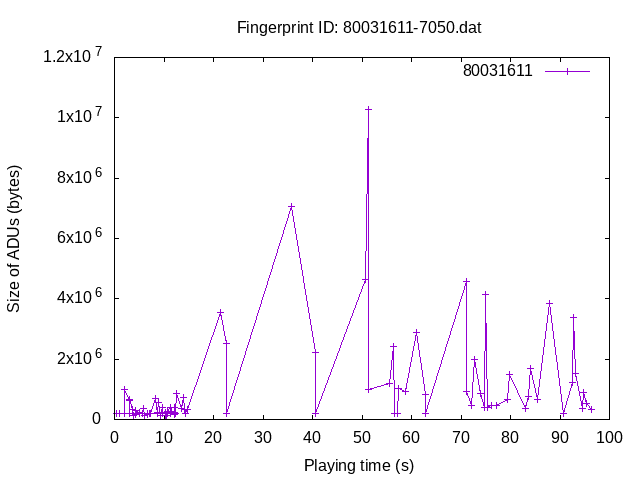 Fingerprint ID: 80031611-7050.dat
80031611
Size of ADUs (bytes)
1.2x10^7
1x10^7
8x10^6
6x10^6
4x10^6
2x10^6
0
0 10 20 30 40 50 60 70 80 90 100
Playing time (s)